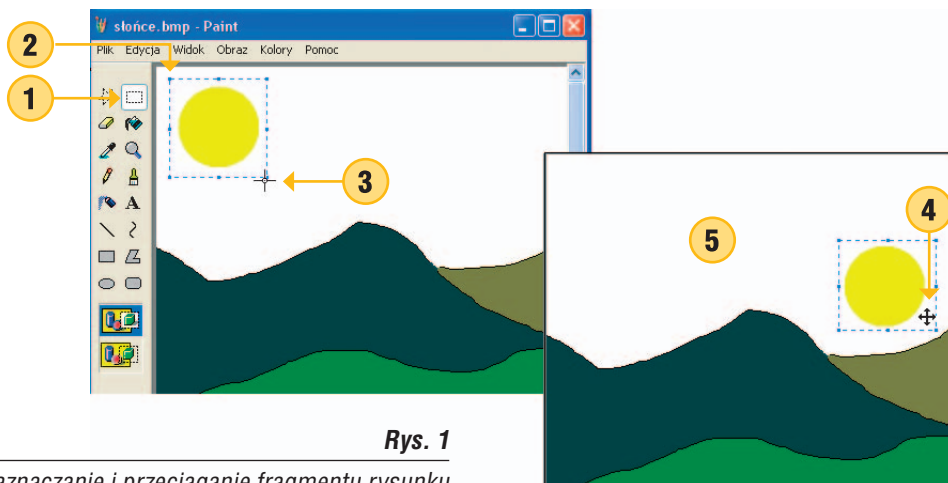 słońce.bmp - Paint
Plik Edycja Widok Obraz Kolory Pomoc
2
1
A
3
4
5
Rys. 1
zaznaczanie i przeciąganie fragmentu rysunku